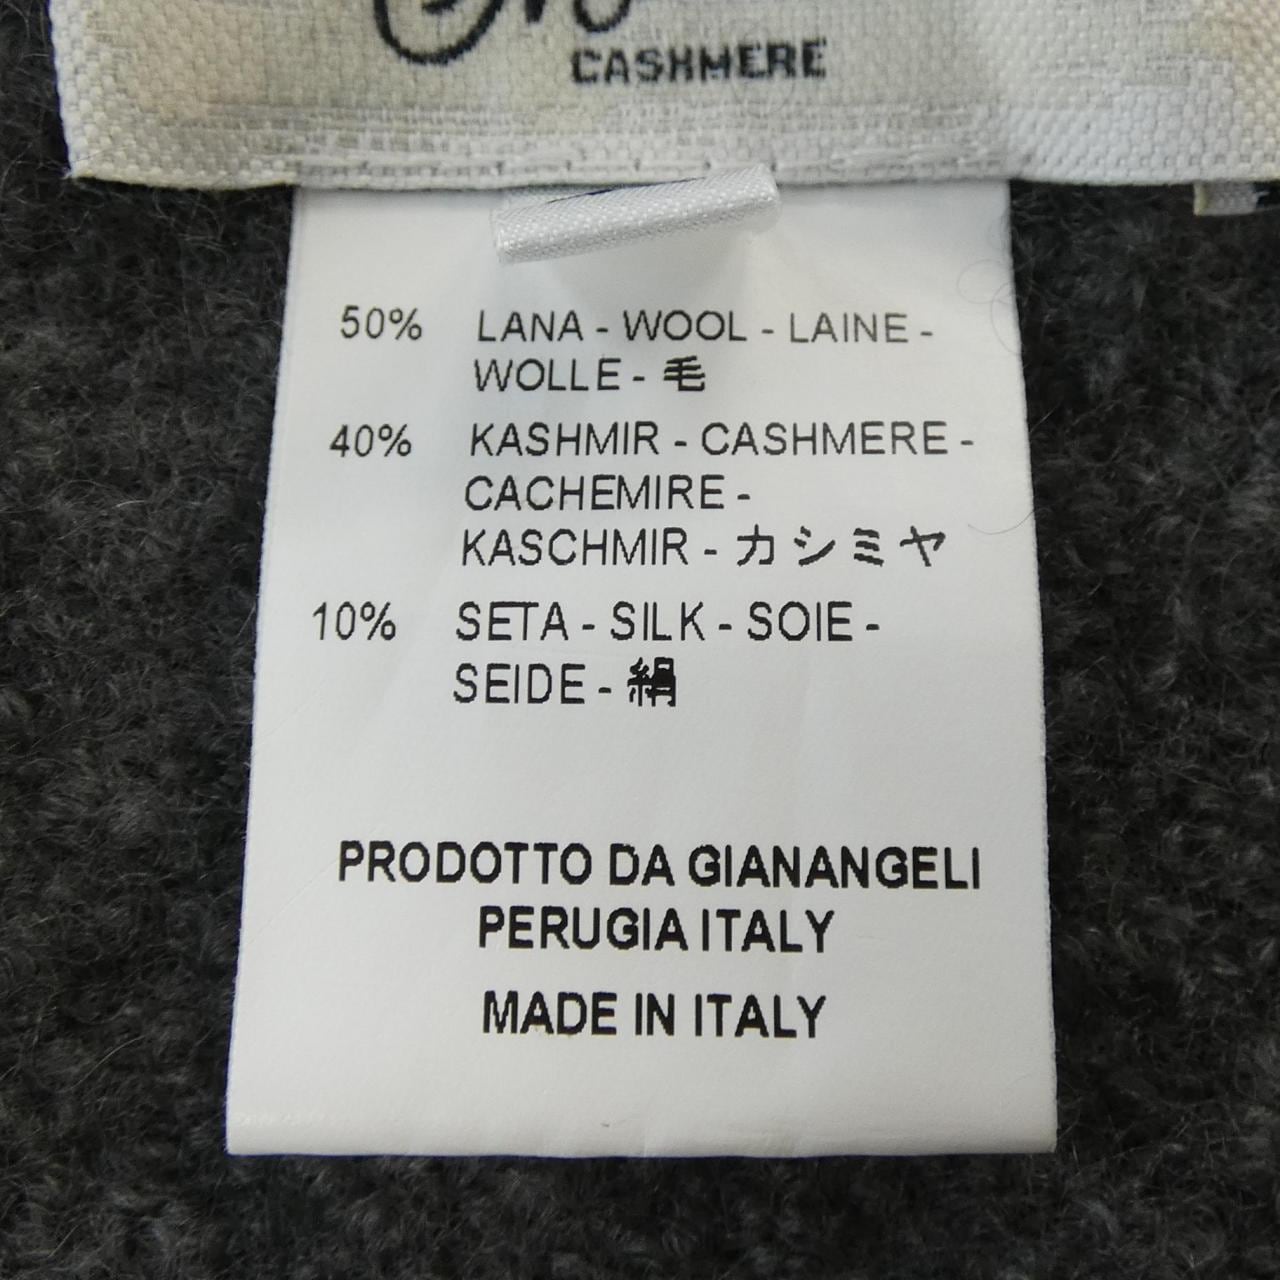 CASHMERE
50% LANA - WOOL - LAINE -
WOLLE - 毛
40% KASHMIR - CASHMERE -
CACHEMIRE -
KASCHMIR - カシミヤ
10% SETA - SILK - SOIE -
SEIDE - 絹
PRODOTTO DA GIANANGELI
PERUGIA ITALY
MADE IN ITALY